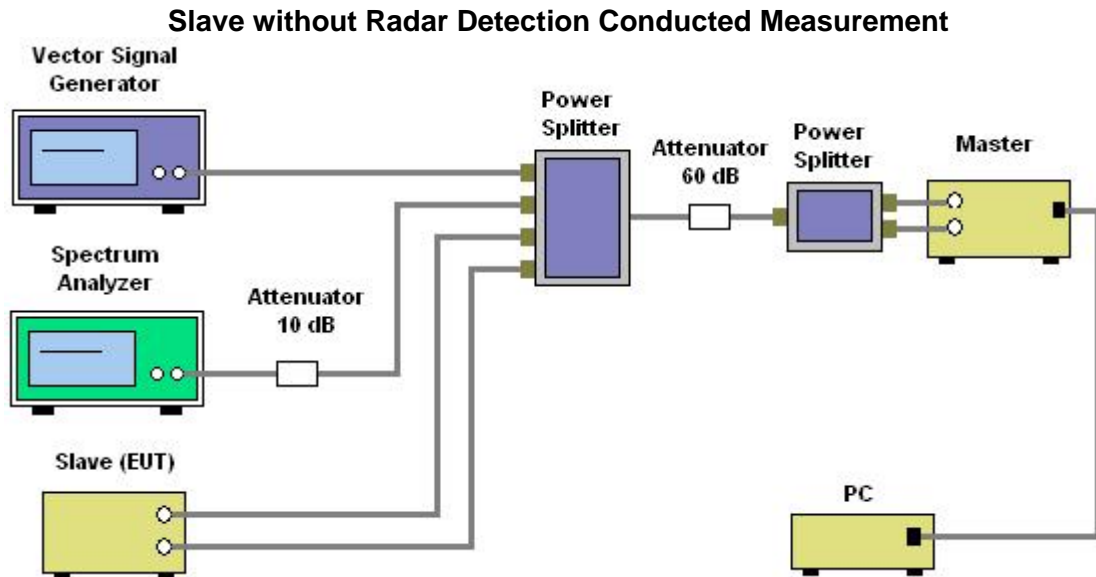 Slave without Radar Detection Conducted Measurement
Vector Signal
Generator
Power
Splitter
Attenuator
60 dB
Power
Splitter
Master
Spectrum
Analyzer
Attenuator
10 dB
Slave (EUT)
PC